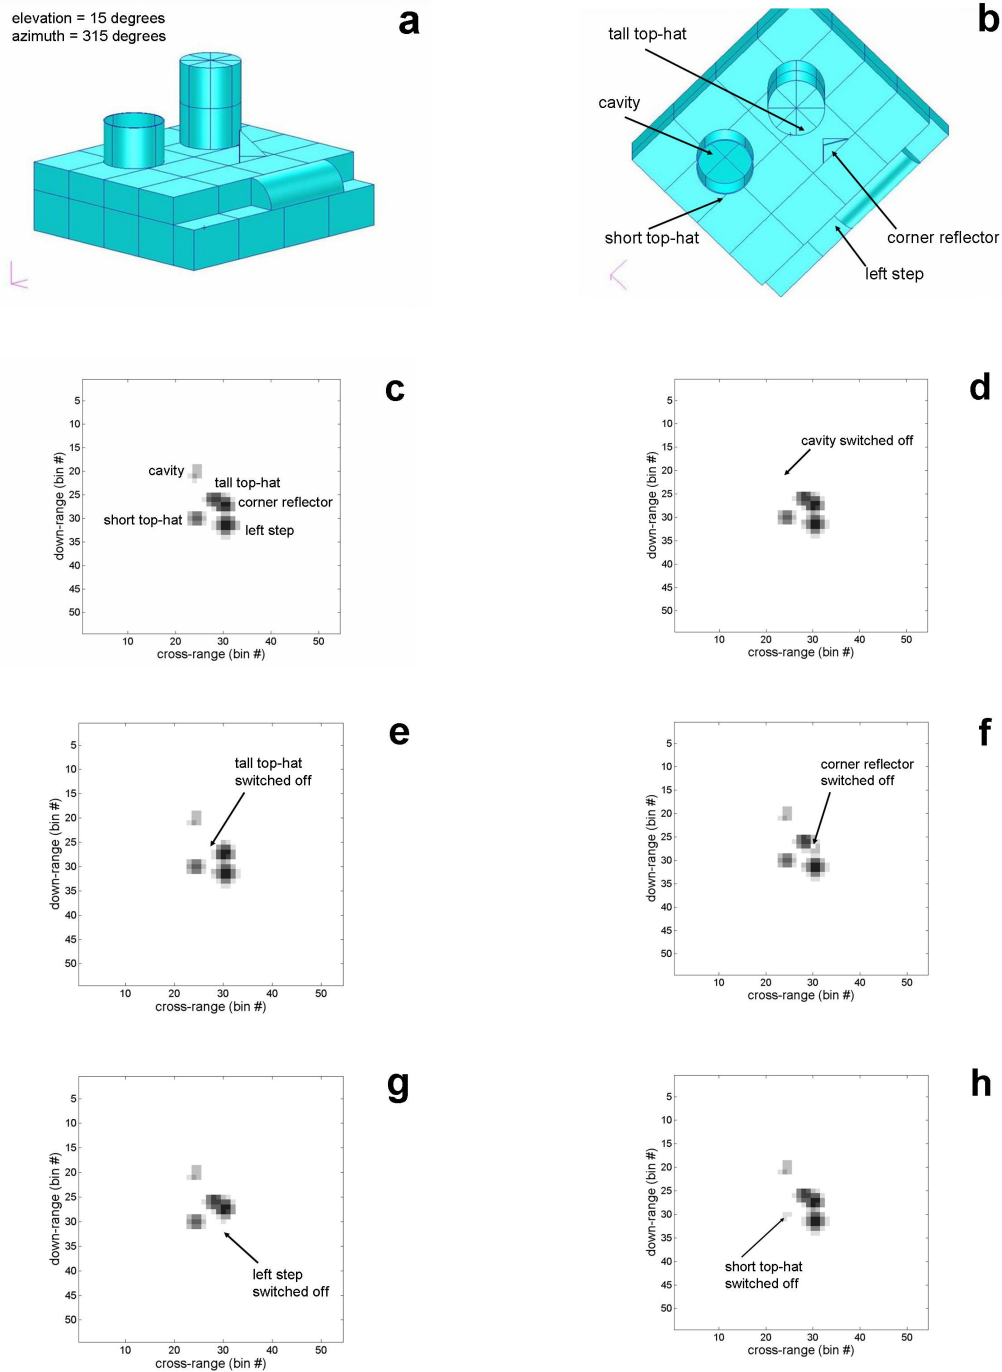 elevation = 15 degrees
azimuth = 315 degrees
a
b
tall top-hat
cavity
short top-hat
corner reflector
left step
c
5
10
15
20
25
30
35
40
45
50
down-range (bin #)
cavity
tall top-hat
corner reflector
short top-hat
left step
10
20
30
40
50
cross-range (bin #)
d
5
10
15
20
25
30
35
40
45
50
down-range (bin #)
cavity switched off
10
20
30
40
50
cross-range (bin #)
e
5
10
15
20
25
30
35
40
45
50
down-range (bin #)
tall top-hat
switched off
10
20
30
40
50
cross-range (bin #)
f
5
10
15
20
25
30
35
40
45
50
down-range (bin #)
corner reflector
switched off
10
20
30
40
50
cross-range (bin #)
g
5
10
15
20
25
30
35
40
45
50
down-range (bin #)
left step
switched off
10
20
30
40
50
cross-range (bin #)
h
5
10
15
20
25
30
35
40
45
50
down-range (bin #)
short top-hat
switched off
10
20
30
40
50
cross-range (bin #)